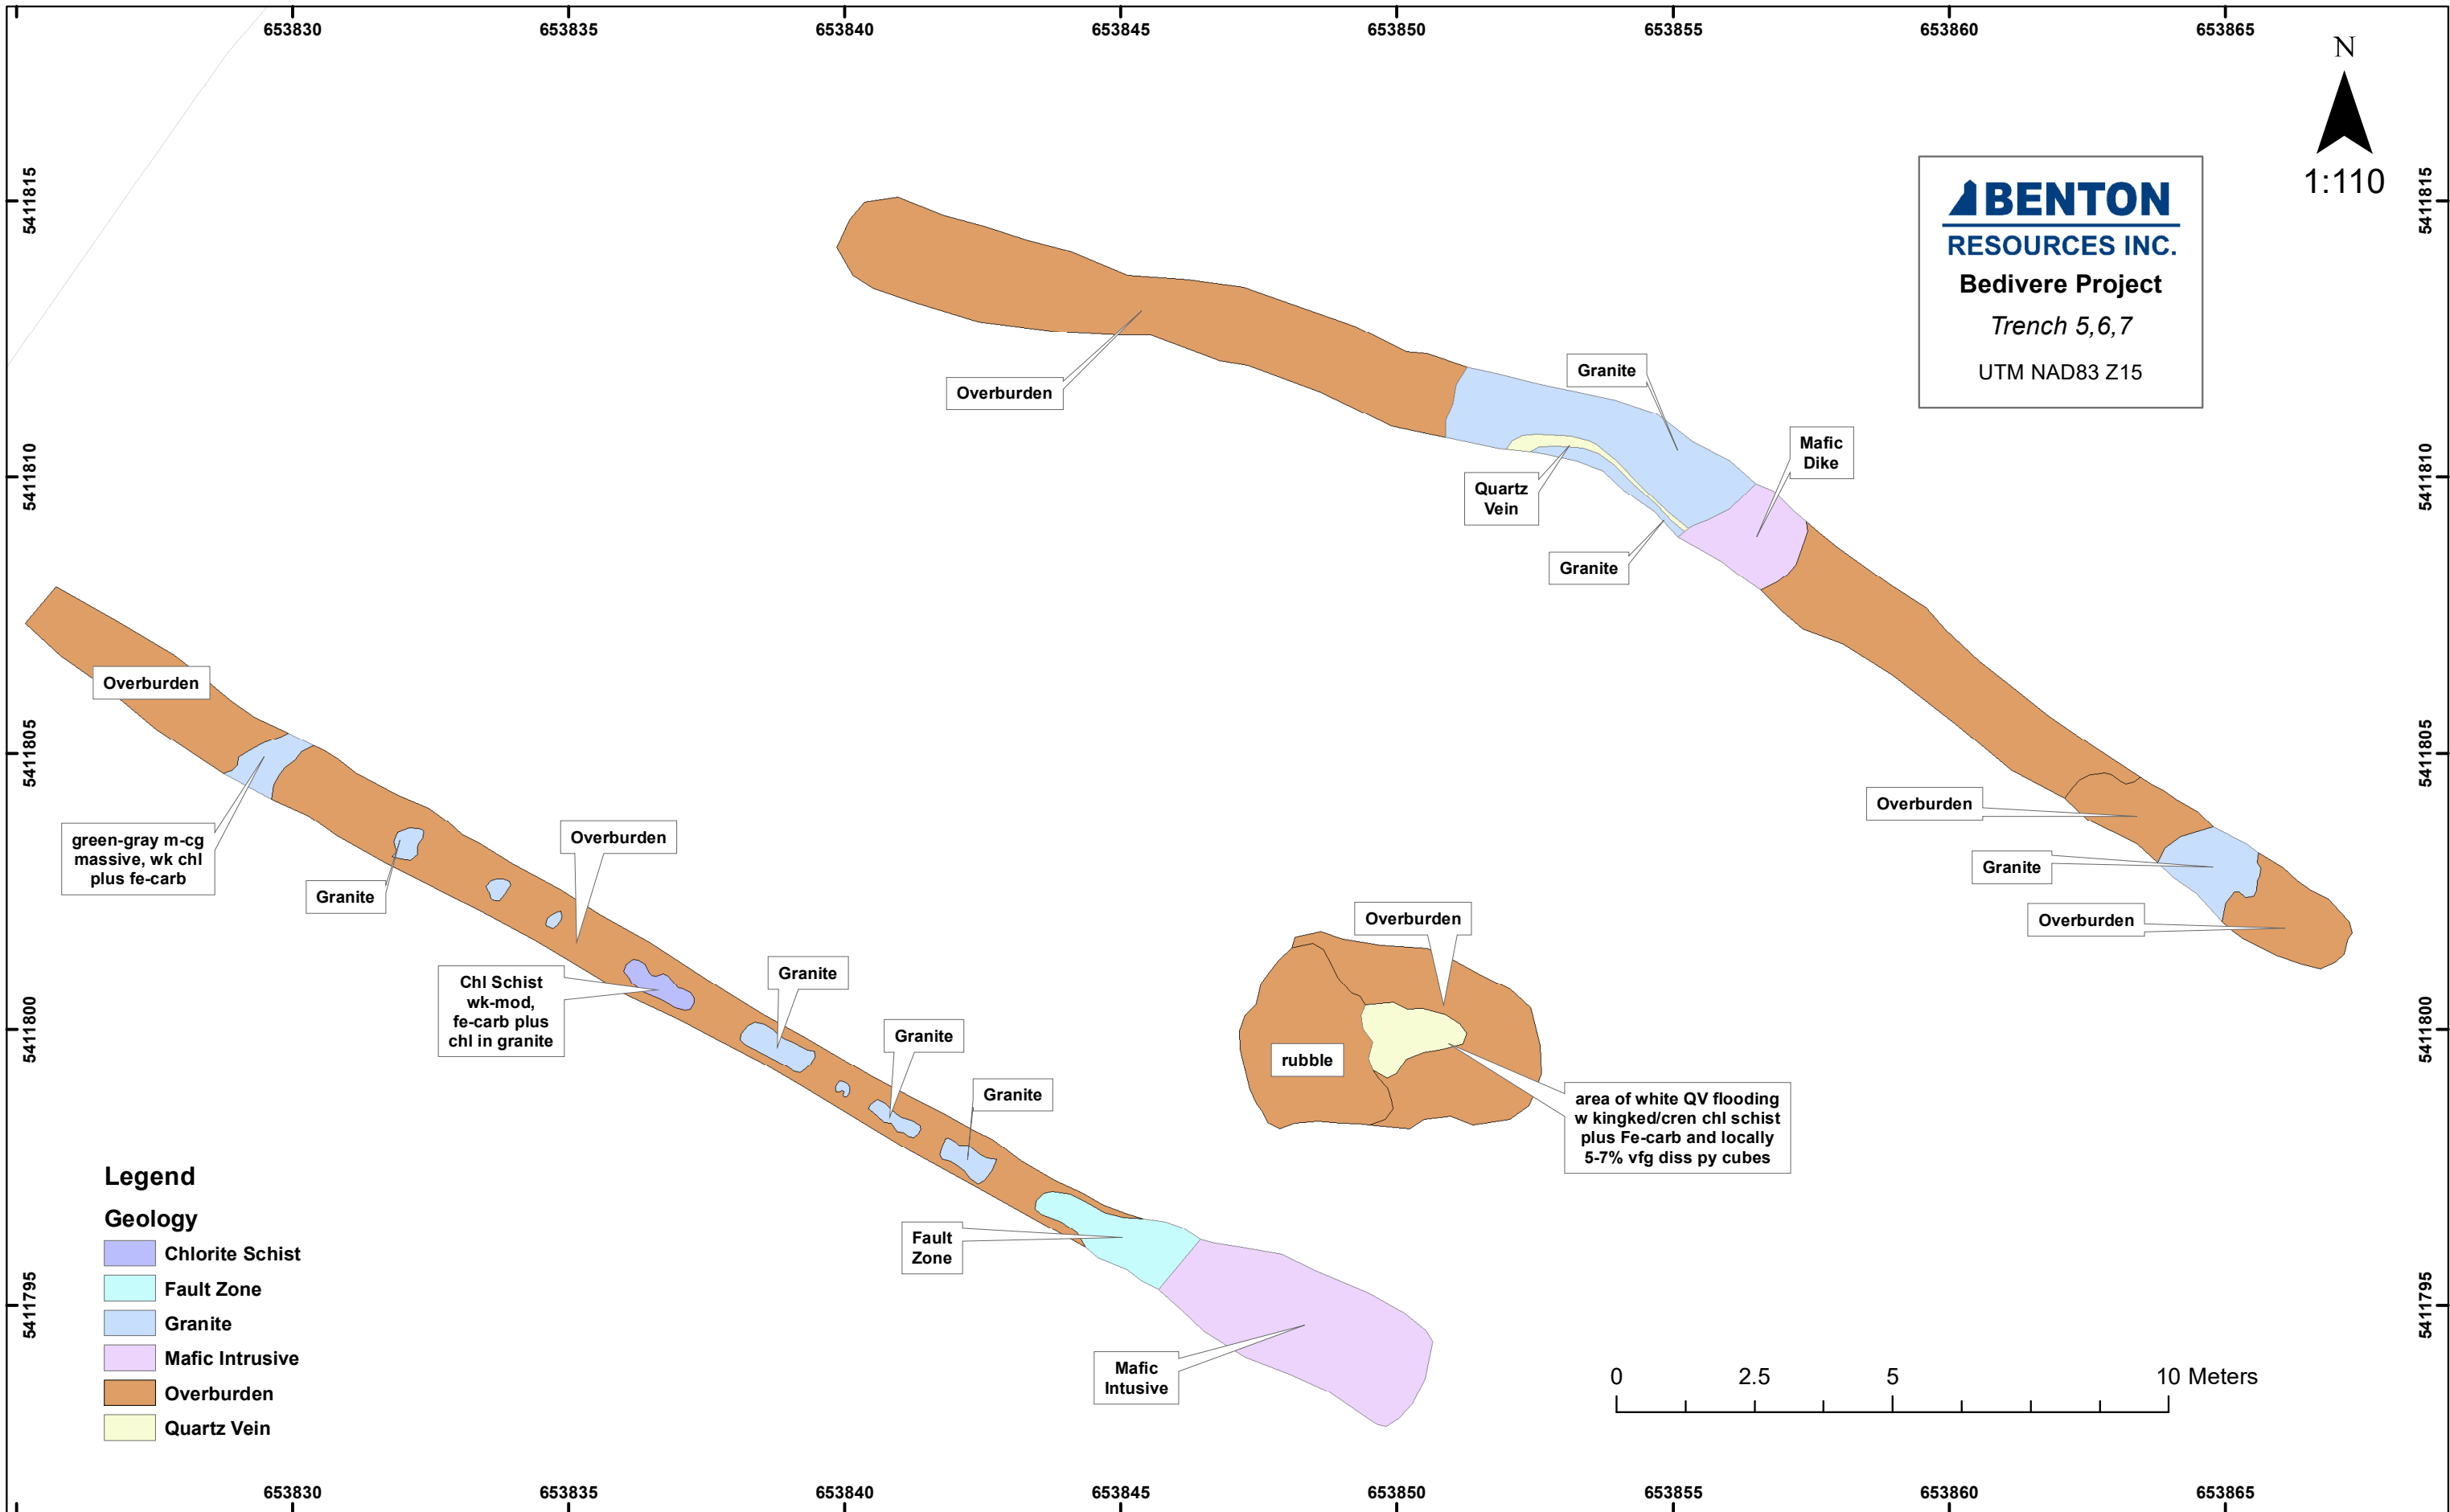 653830
653835
653840
653845
653850
653855
653860
653865
N
1:110
BENTON
RESOURCES INC.
Bedivere Project
Trench 5,6,7
UTM NAD83 Z15
5411815
5411815
Granite
Overburden
Mafic
Dike
5411810
5411810
Quartz
Vein
Granite
Overburden
5411805
5411805
Overburden
green-gray m-cg
massive, wk chl
plus fe-carb
Overburden
Granite
Granite
Overburden
Overburden
Chl Schist
wk-mod,
fe-carb plus
chl in granite
Granite
5411800
5411800
Granite
rubble
Granite
area of white QV flooding
w kingked/cren chl schist
plus Fe-carb and locally
5-7% vfg diss py cubes
Fault
Zone
5411795
5411795
Mafic
Intusive
Legend
Geology
Chlorite Schist
Fault Zone
Granite
Mafic Intrusive
Overburden
Quartz Vein
0 2.5 5 10 Meters
653830
653835
653840
653845
653850
653855
653860
653865